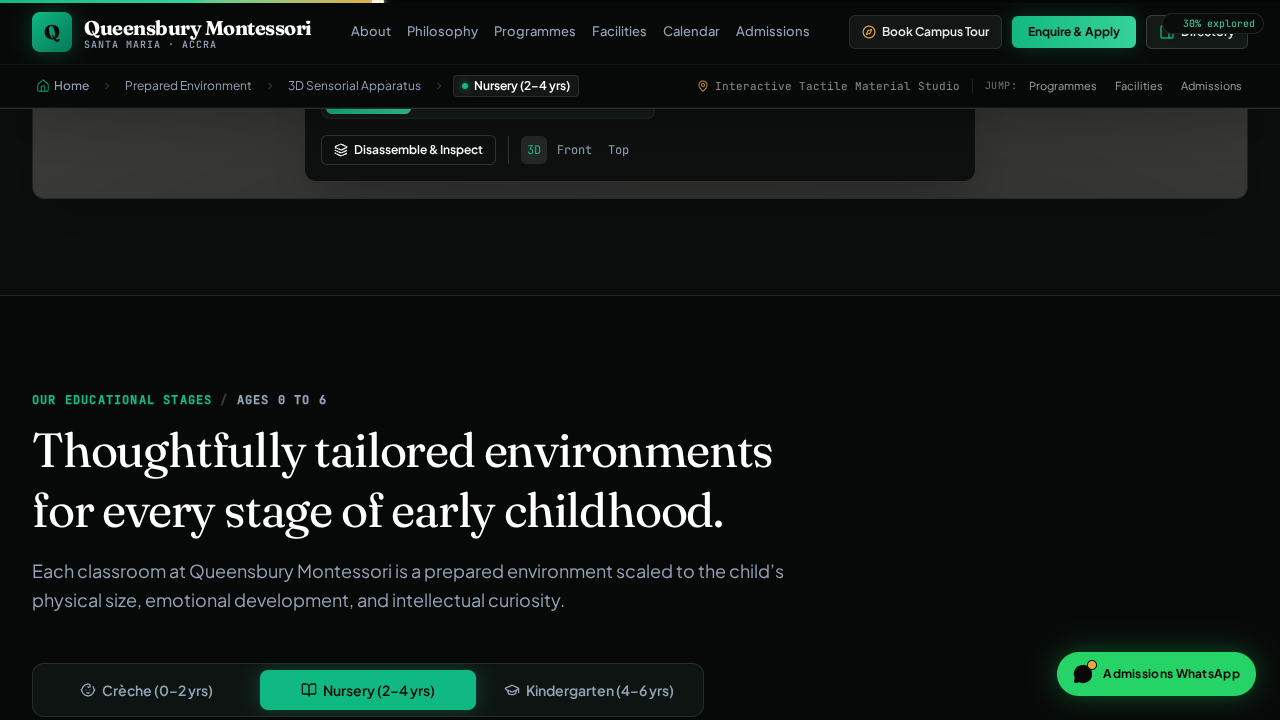 Q
Queensbury Montessori
SANTA MARIA · ACCRA
About
Philosophy
Programmes
Facilities
Calendar
Admissions
Book Campus Tour
Enquire & Apply
30% explored
Directory
Home
Prepared Environment
3D Sensorial Apparatus
Nursery (2–4 yrs)
Interactive Tactile Material Studio
JUMP:
Programmes
Facilities
Admissions
Disassemble & Inspect
3D
Front
Top
OUR EDUCATIONAL STAGES / AGES 0 TO 6
Thoughtfully tailored environments
for every stage of early childhood.
Each classroom at Queensbury Montessori is a prepared environment scaled to the child’s
physical size, emotional development, and intellectual curiosity.
Crèche (0–2 yrs)
Nursery (2–4 yrs)
Kindergarten (4–6 yrs)
Admissions WhatsApp